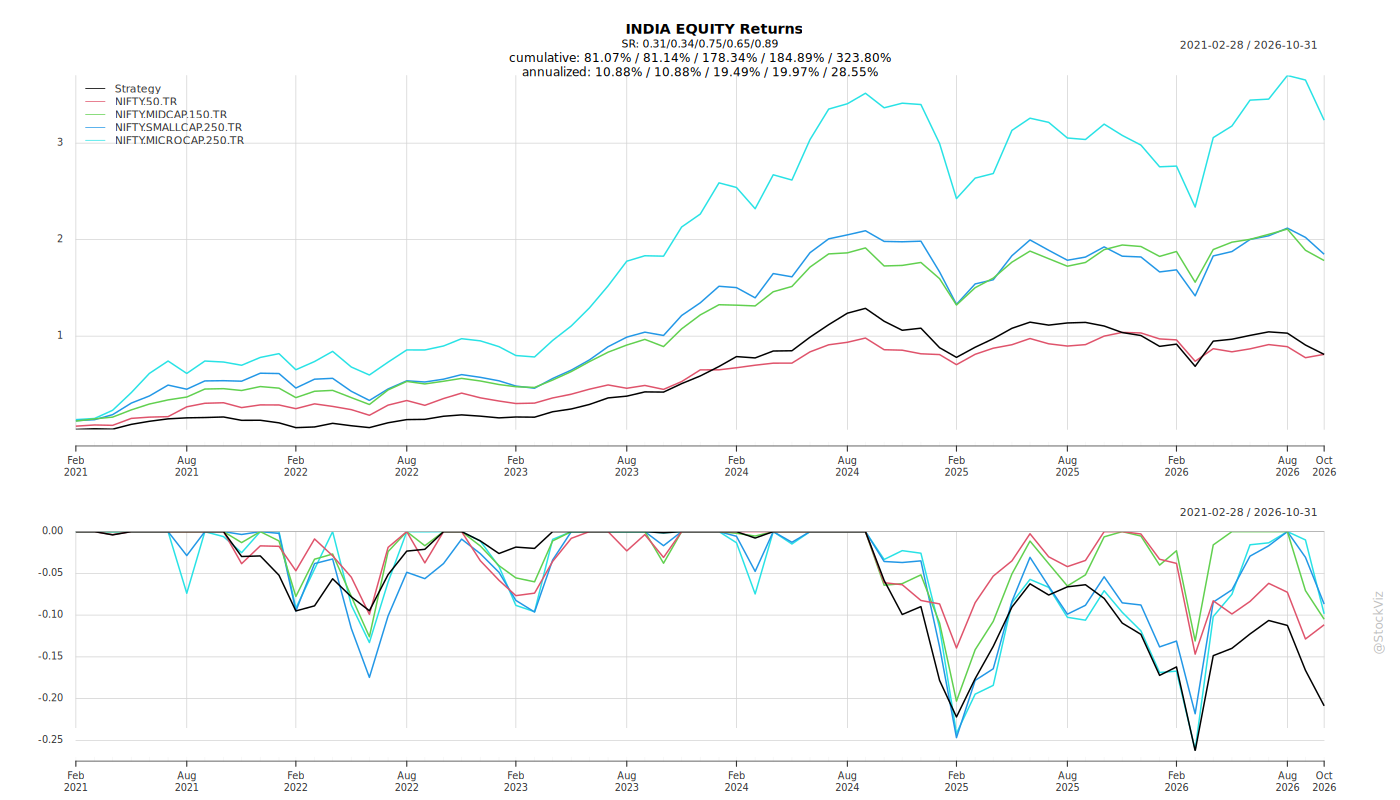 INDIA EQUITY Returns
SR: 0.31/0.34/0.75/0.65/0.89
cumulative: 81.07% / 81.14% / 178.34% / 184.89% / 323.80%
annualized: 10.88% / 10.88% / 19.49% / 19.97% / 28.55%
2021-02-28 / 2026-10-31
Strategy
NIFTY.50.TR
NIFTY.MIDCAP.150.TR
NIFTY.SMALLCAP.250.TR
NIFTY.MICROCAP.250.TR
3
2
1
Feb Aug Feb Aug Feb Aug Feb Aug Feb Aug Feb Aug Oct
2021 2021 2022 2022 2023 2023 2024 2024 2025 2025 2026 2026 2026
2021-02-28 / 2026-10-31
0.00
-0.05
-0.10
-0.15
-0.20
-0.25
Feb Aug Feb Aug Feb Aug Feb Aug Feb Aug Feb Aug Oct
2021 2021 2022 2022 2023 2023 2024 2024 2025 2025 2026 2026 2026
@StockViz